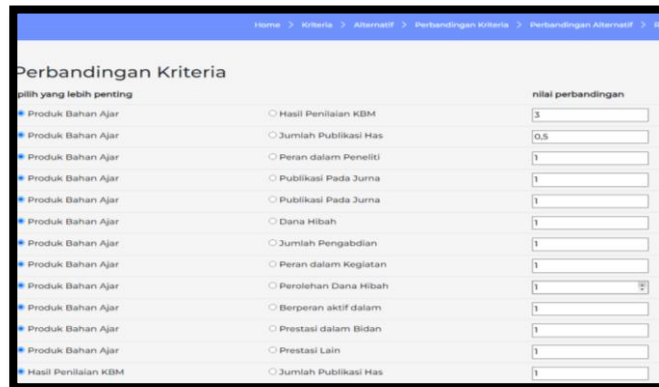 Home > Kriteria > Alternatif > Perbandingan Kriteria > Perbandingan Alternatif >
Perbandingan Kriteria
pilih yang lebih penting nilai perbandingan
Produk Bahan Ajar Hasil Penilaian KBM 3
Produk Bahan Ajar Jumlah Publikasi Has 0,5
Produk Bahan Ajar Peran dalam Peneliti 1
Produk Bahan Ajar Publikasi Pada Jurna 1
Produk Bahan Ajar Publikasi Pada Jurna 1
Produk Bahan Ajar Dana Hibah 1
Produk Bahan Ajar Jumlah Pengabdian 1
Produk Bahan Ajar Peran dalam Kegiatan 1
Produk Bahan Ajar Perolehan Dana Hibah 1
Produk Bahan Ajar Berperan aktif dalam 1
Produk Bahan Ajar Prestasi dalam Bidan 1
Produk Bahan Ajar Prestasi Lain 1
Hasil Penilaian KBM Jumlah Publikasi Has 1